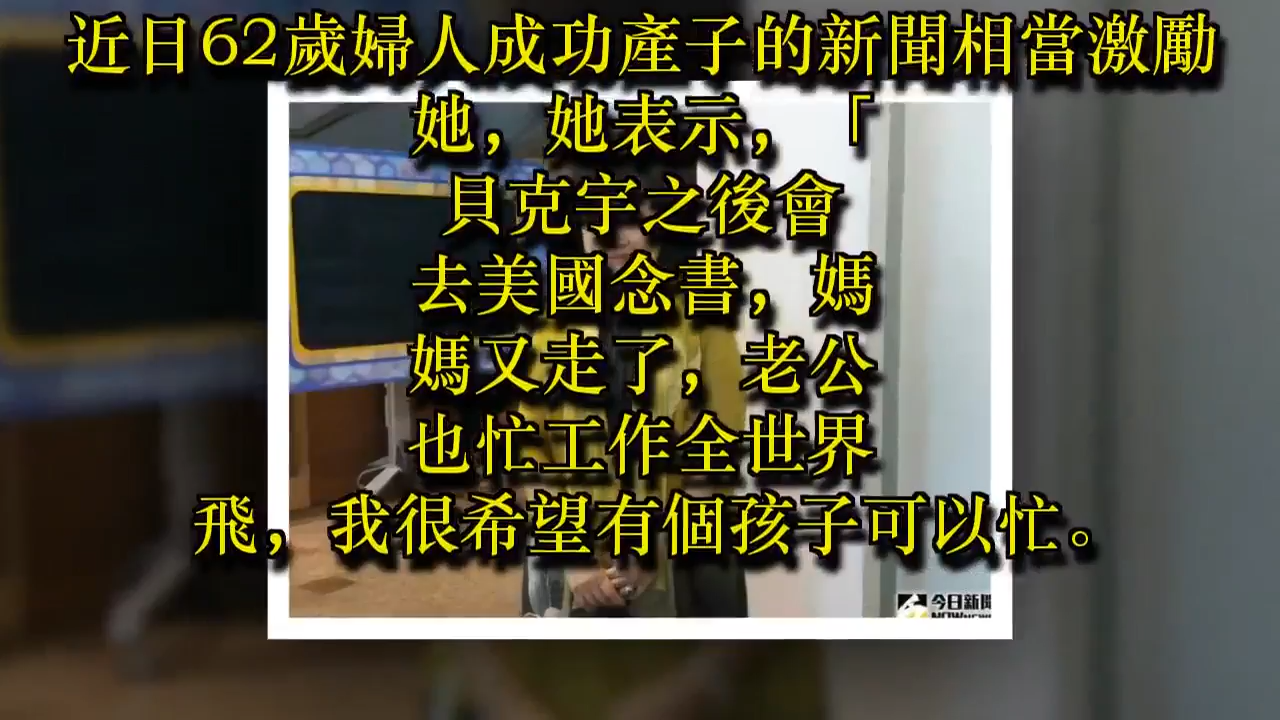 近日62歲婦人成功產子的新聞相當激勵
她，她表示，「
貝克宇之後會
去美國念書，媽
媽又走了，老公
也忙工作全世界
飛，我很希望有個孩子可以忙。
今日新聞
NOWnews